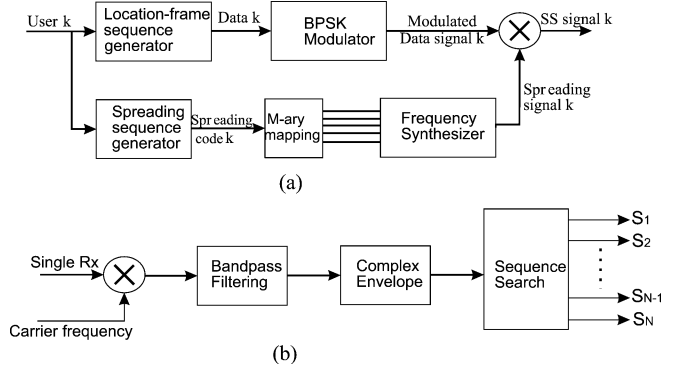 User k
Location-frame
sequence
generator
Data k
BPSK
Modulator
Modulated
Data signal k
SS signal k
Spreading
sequence
generator
Spreading
code k
M-ary
mapping
Frequency
Synthesizer
Spreading
signal k
(a)
Single Rx
Carrier frequency
Bandpass
Filtering
Complex
Envelope
Sequence
Search
S1
S2
SN-1
SN
(b)